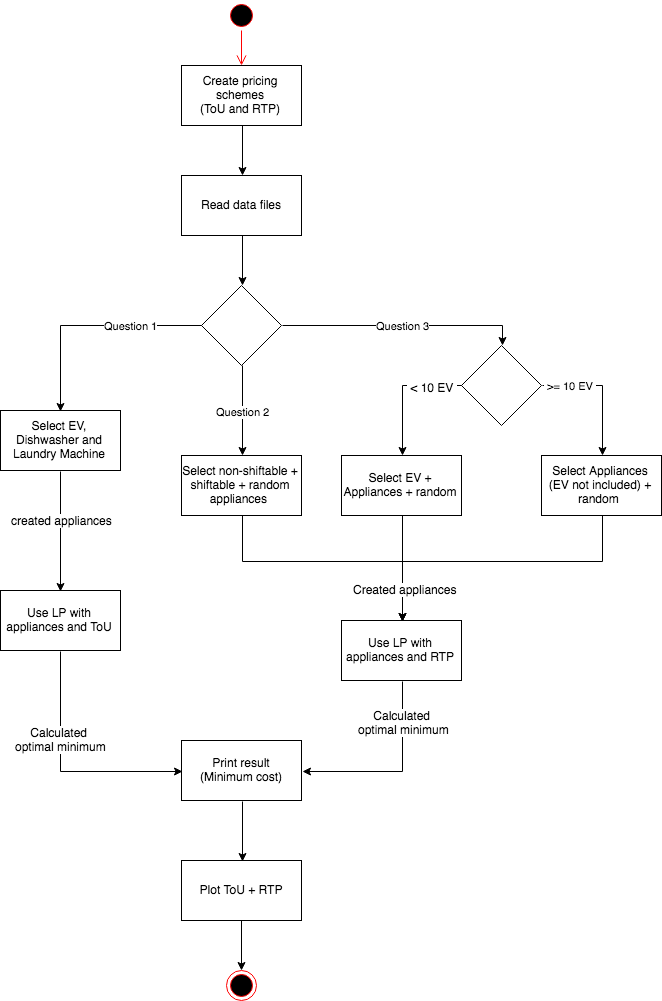 Create pricing
schemes
(ToU and RTP)
Read data files
Question 1
Question 3
< 10 EV
>= 10 EV
Question 2
Select EV,
Dishwasher and
Laundry Machine
Select non-shiftable +
shiftable + random
appliances
Select EV +
Appliances + random
Select Appliances
(EV not included) +
random
created appliances
Created appliances
Use LP with
appliances and ToU
Use LP with
appliances and RTP
Calculated
optimal minimum
Calculated
optimal minimum
Print result
(Minimum cost)
Plot ToU + RTP